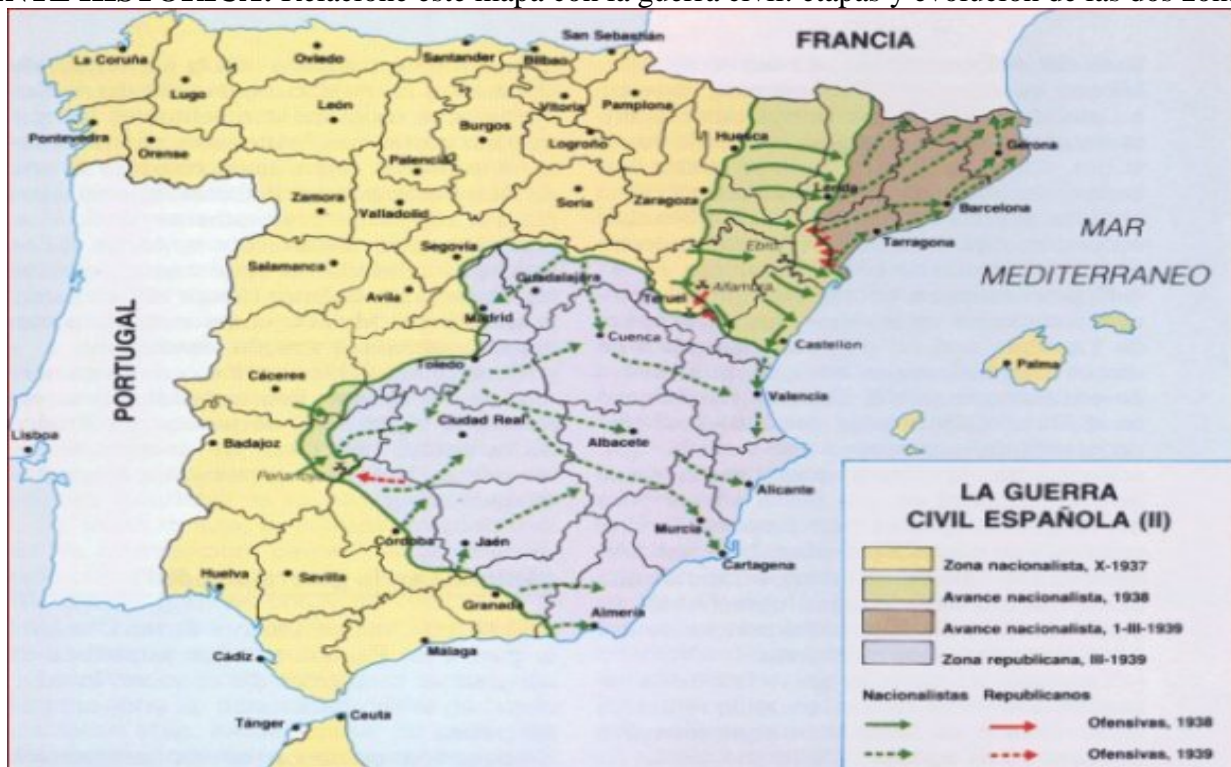 Relacione este mapa con la guerra civil: etapas y evolución de las dos
FRANCIA
San Sebastián
La Coruña
Oviedo
Santander
Bilbao
Lugo
León
Vitoria
Pamplona
Pontevedra
Orense
Burgos
Logroño
Huesca
Palencia
Gerona
Zamora
Valladolid
Soria
Zaragoza
Lerida
Barcelona
MAR
MEDITERRANEO
Tarragona
Ebro
Segovia
Salamanca
Guadalajara
Avila
Teruel
Alfambra
Madrid
Castellon
Cuenca
Palma
PORTUGAL
Toledo
Cáceres
Valencia
Lisboa
Badajoz
Ciudad Real
Albacete
Alicante
Murcia
Córdoba
Jaén
Cartagena
Huelva
Sevilla
Granada
Almería
Málaga
Cádiz
Tánger
Ceuta
LA GUERRA
CIVIL ESPAÑOLA (II)
Zona nacionalista, X-1937
Avance nacionalista, 1938
Avance nacionalista, 1-III-1939
Zona republicana, III-1939
Nacionalistas Republicanos
Ofensivas, 1938
Ofensivas, 1939